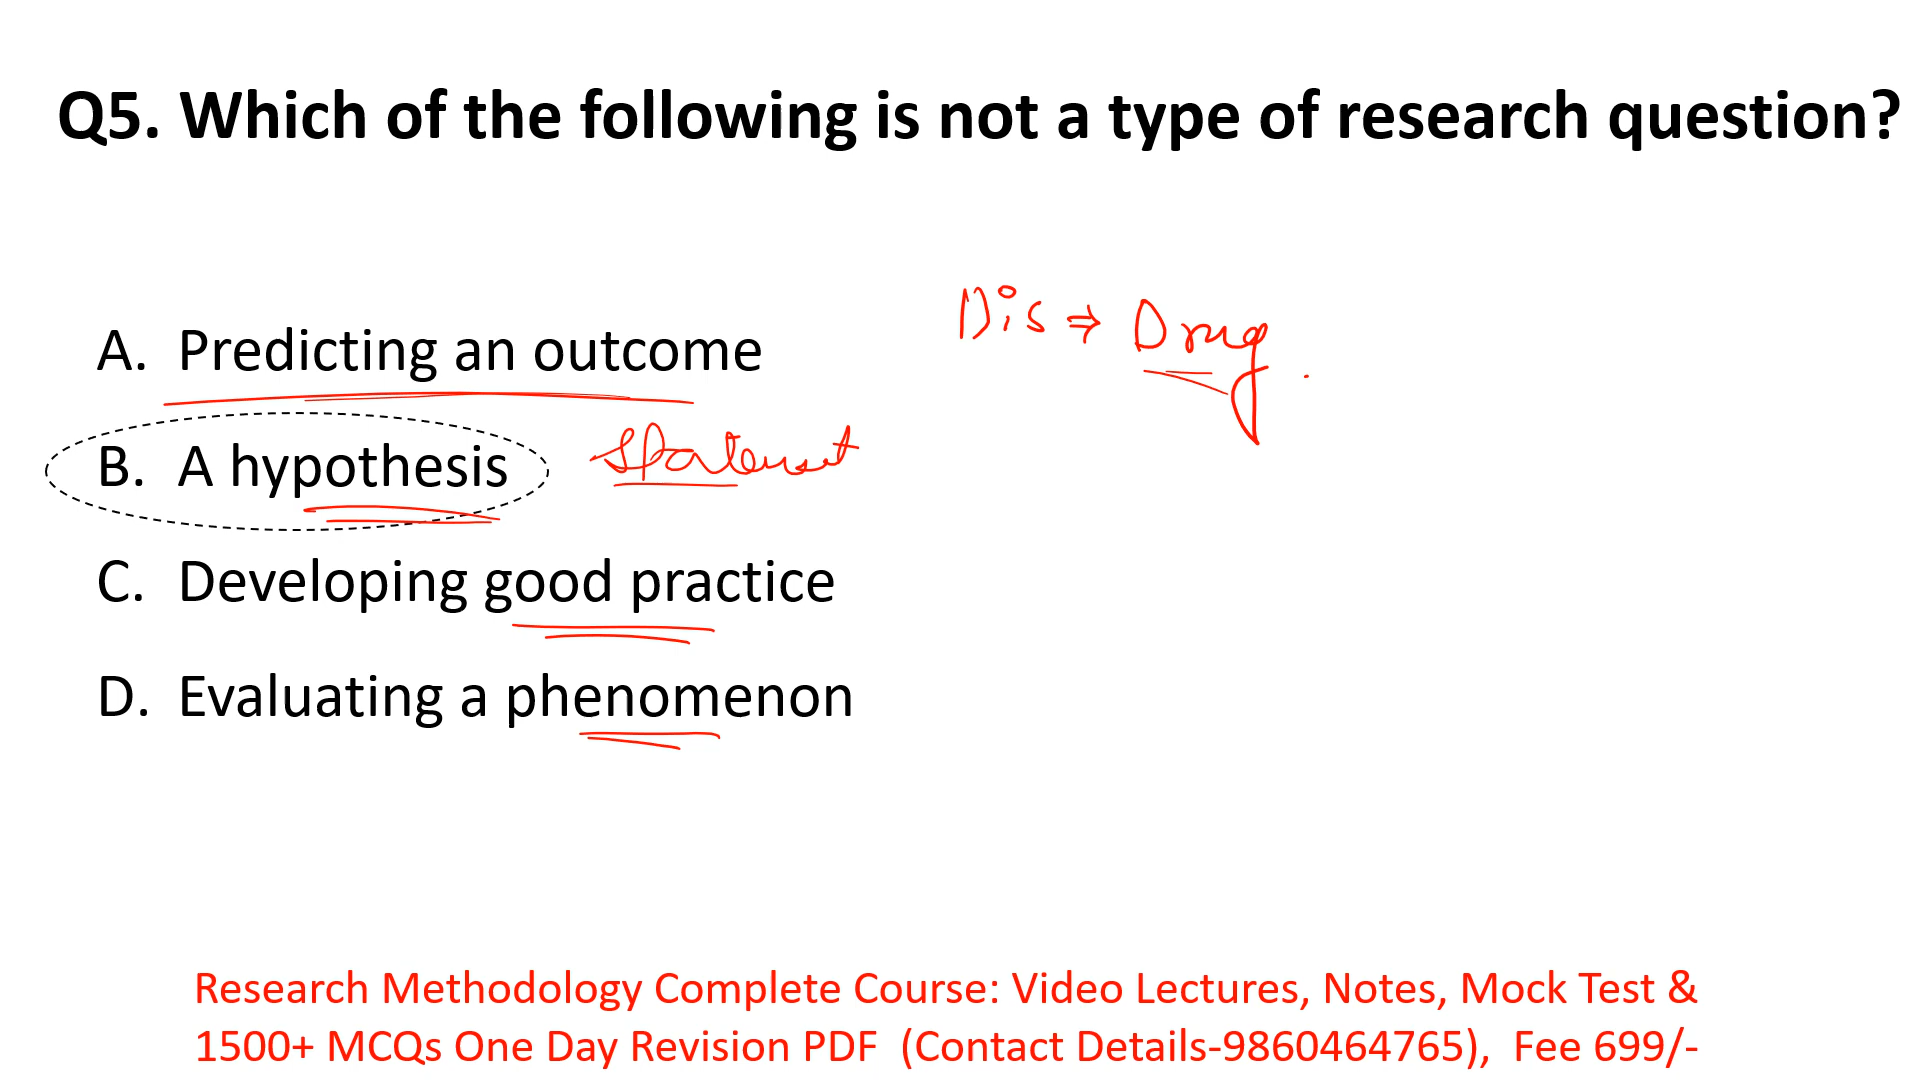 Q5. Which of the following is not a type of research question?
A. Predicting an outcome
Dis ⇒ Drug
B. A hypothesis
C. Developing good practice
D. Evaluating a phenomenon
Research Methodology Complete Course: Video Lectures, Notes, Mock Test &
1500+ MCQs One Day Revision PDF (Contact Details-9860464765), Fee 699/-